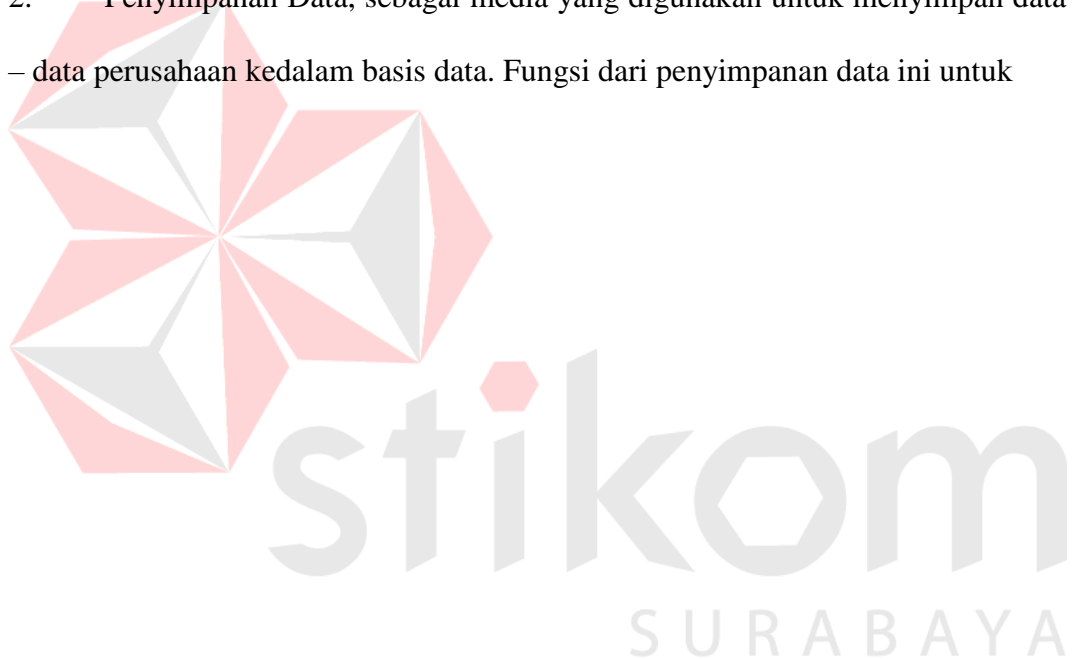 2. Penyimpanan Data, sebagai media yang digunakan untuk menyimpan data
– data perusahaan kedalam basis data. Fungsi dari penyimpanan data ini untuk
stikom
SURABAYA